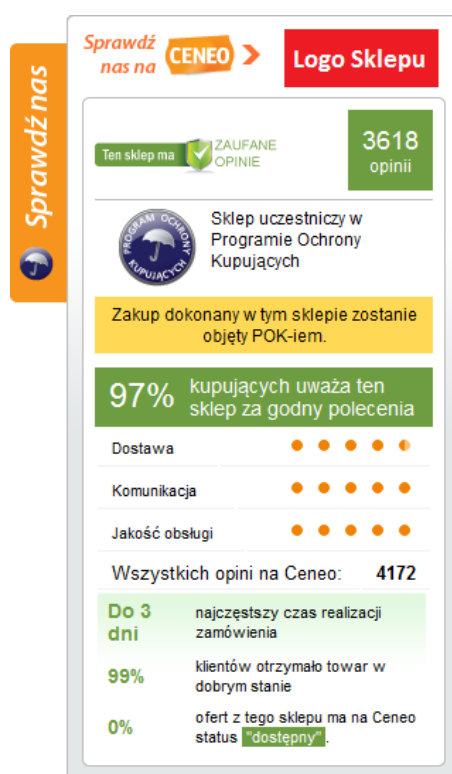 Sprawdź nas
Sprawdź
nas na CENEO
Logo Sklepu
Ten sklep ma
ZAUFANE
OPINIE
3618
opinii
PROGRAM OCHRONY KUPUJĄCYCH
Sklep uczestniczy w
Programie Ochrony
Kupujących
Zakup dokonany w tym sklepie zostanie
objęty POK-iem.
97%
kupujących uważa ten
sklep za godny polecenia
Dostawa
Komunikacja
Jakość obsługi
Wszystkich opini na Ceneo: 4172
Do 3
dni
najczęstszy czas realizacji
zamówienia
99%
klientów otrzymało towar w
dobrym stanie
0%
ofert z tego sklepu ma na Ceneo
status "dostępny".